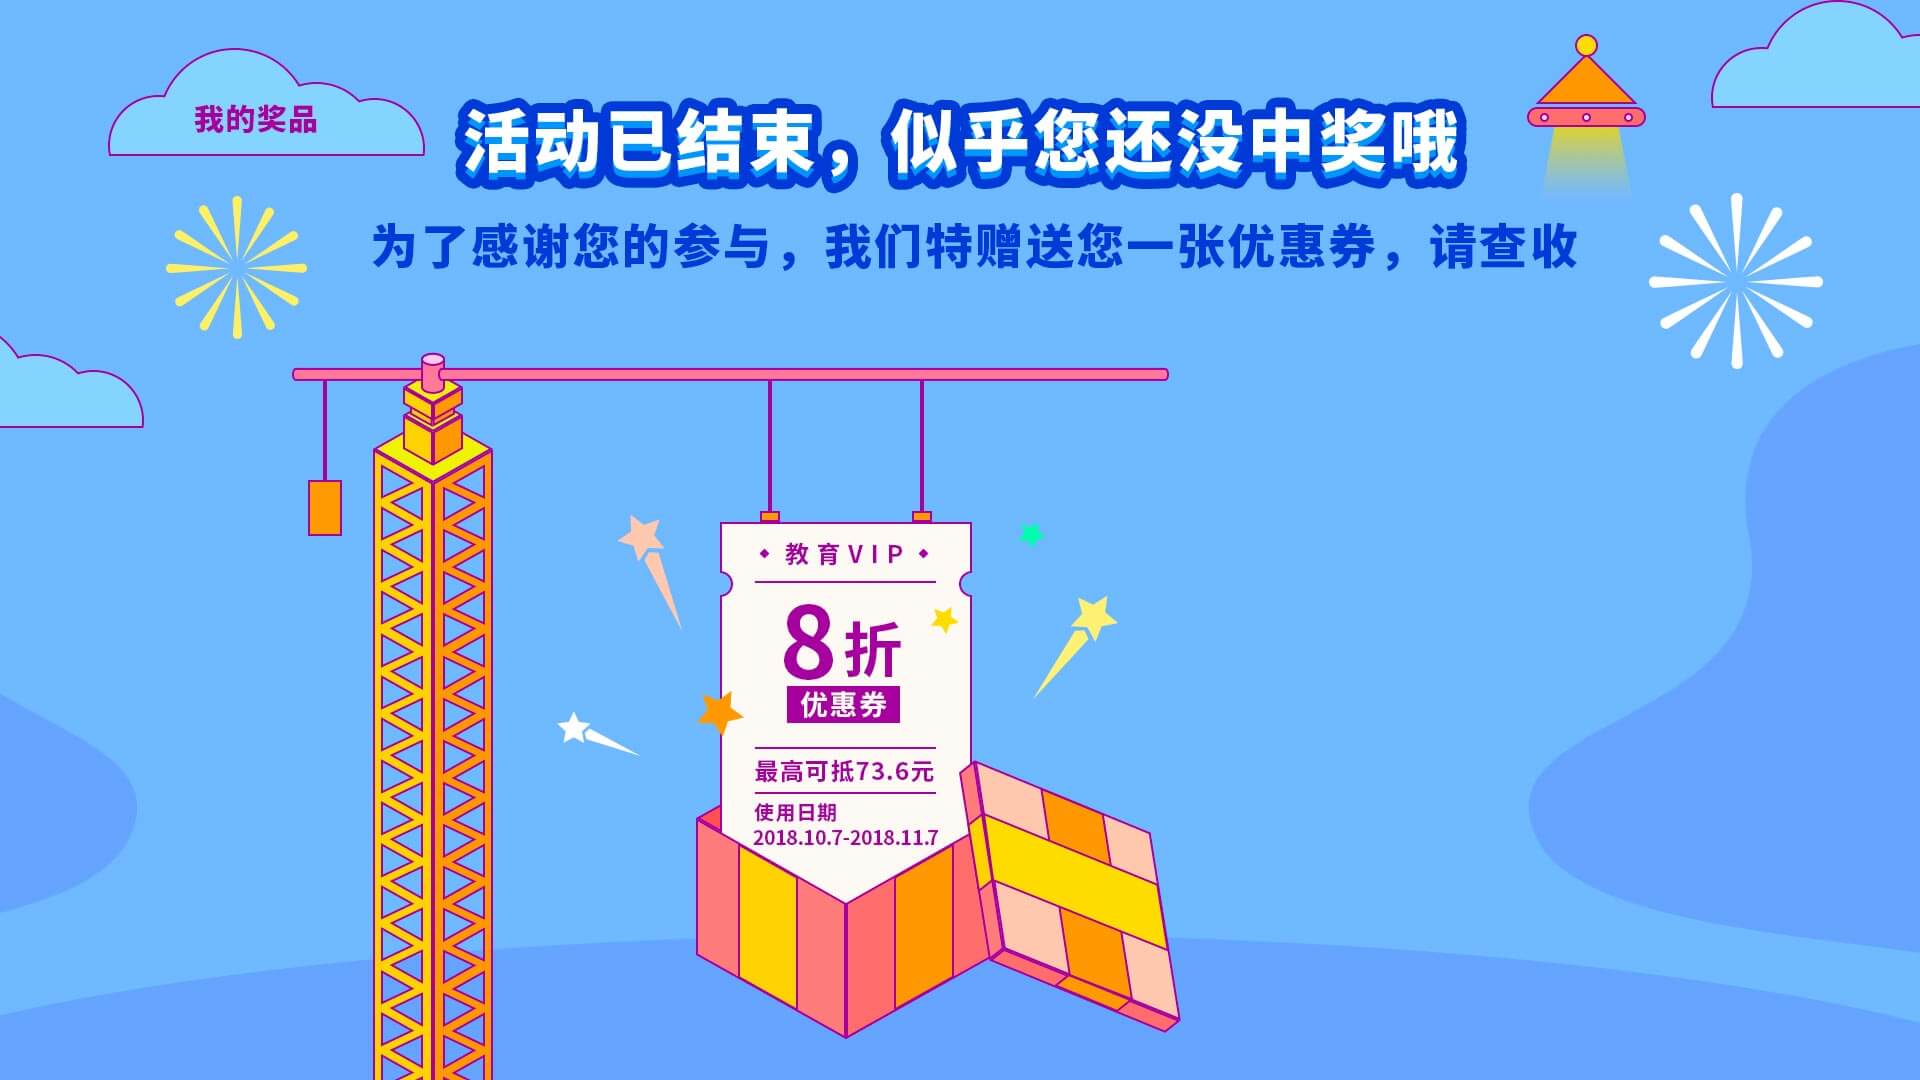 我的奖品
活动已结束，似乎您还没中奖哦
为了感谢您的参与，我们特赠送您一张优惠券，请查收
教育VIP
8折
优惠券
最高可抵73.6元
使用日期
2018.10.7-2018.11.7